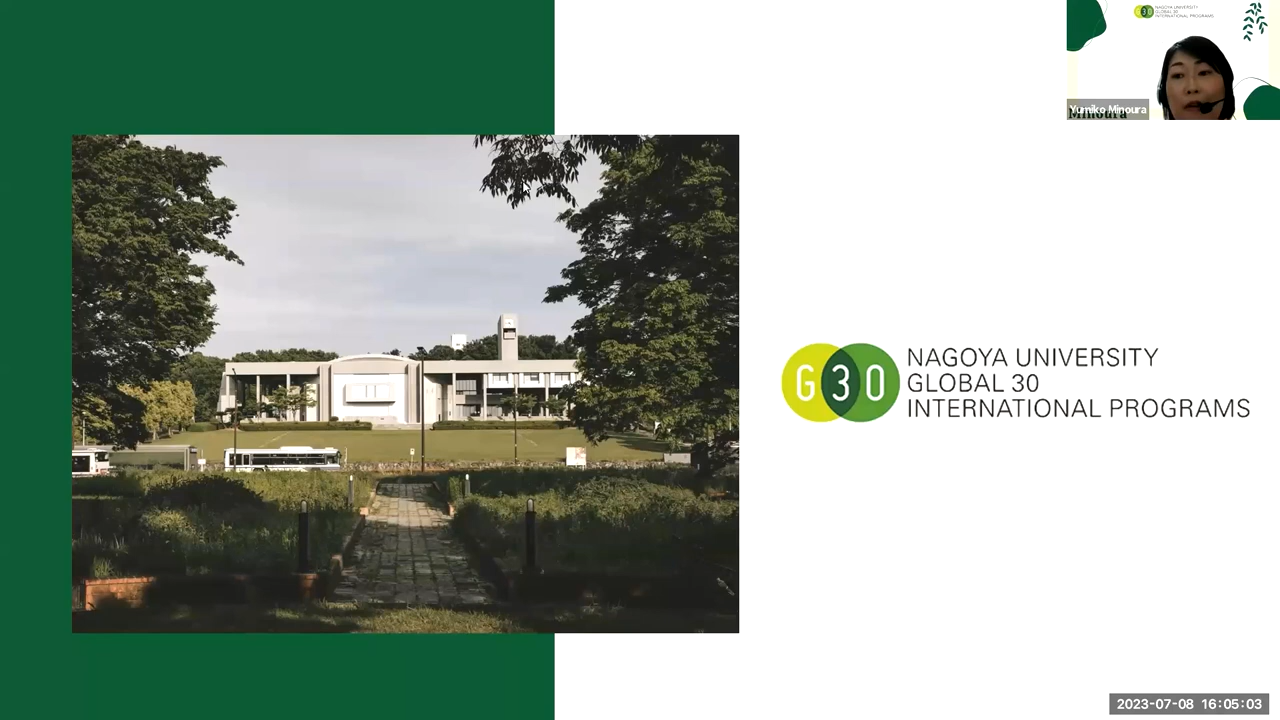 NAGOYA UNIVERSITY
GLOBAL 30
INTERNATIONAL PROGRAMS
Yumiko Minoura
Minoura
G30
NAGOYA UNIVERSITY
GLOBAL 30
INTERNATIONAL PROGRAMS
2023-07-08 16:05:03